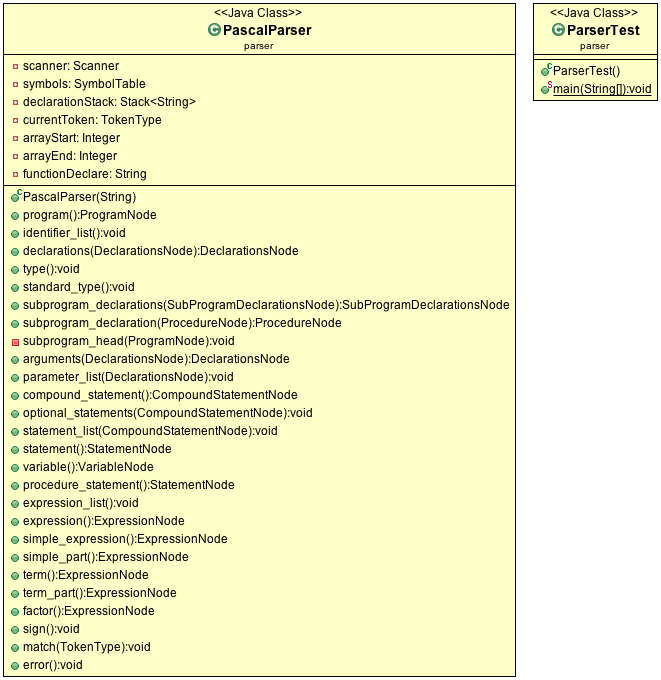 <<Java Class>>
PascalParser
parser
scanner: Scanner
symbols: SymbolTable
declarationStack: Stack<String>
currentToken: TokenType
arrayStart: Integer
arrayEnd: Integer
functionDeclare: String
PascalParser(String)
program():ProgramNode
identifier_list():void
declarations(DeclarationsNode):DeclarationsNode
type():void
standard_type():void
subprogram_declarations(SubProgramDeclarationsNode):SubProgramDeclarationsNode
subprogram_declaration(ProcedureNode):ProcedureNode
subprogram_head(ProgramNode):void
arguments(DeclarationsNode):DeclarationsNode
parameter_list(DeclarationsNode):void
compound_statement():CompoundStatementNode
optional_statements(CompoundStatementNode):void
statement_list(CompoundStatementNode):void
statement():StatementNode
variable():VariableNode
procedure_statement():StatementNode
expression_list():void
expression():ExpressionNode
simple_expression():ExpressionNode
simple_part():ExpressionNode
term():ExpressionNode
term_part():ExpressionNode
factor():ExpressionNode
sign():void
match(TokenType):void
error():void
<<Java Class>>
ParserTest
parser
ParserTest()
main(String[]):void